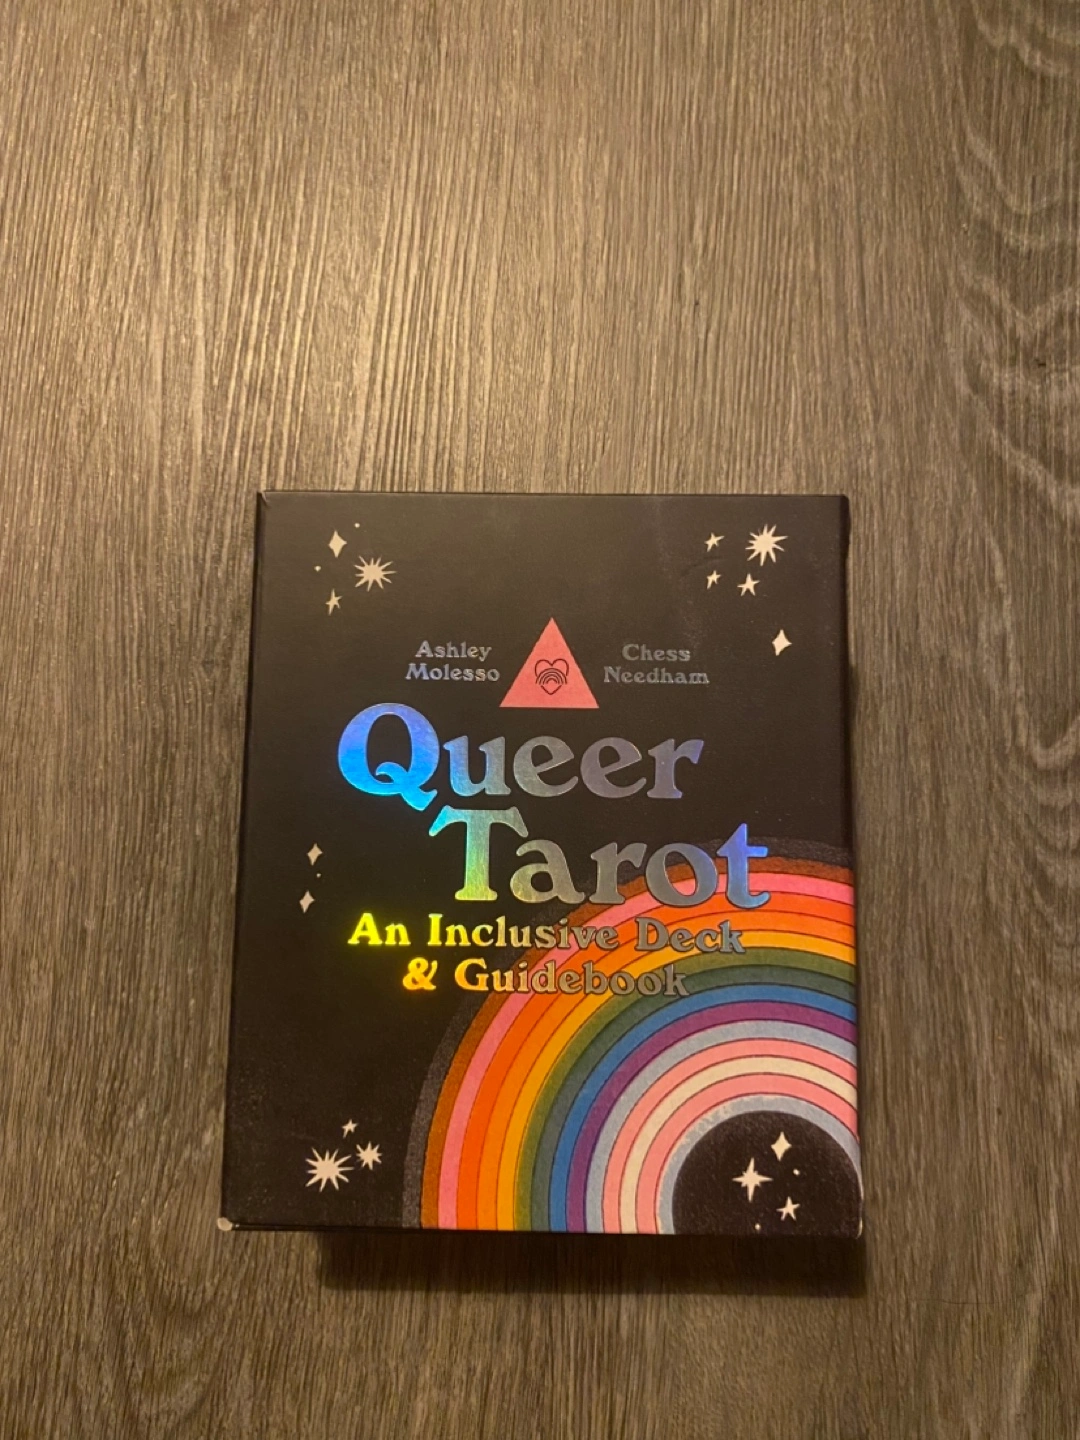 Ashley
Molesso
Chess
Needham
Queer
Tarot
An Inclusive Deck
& Guidebook